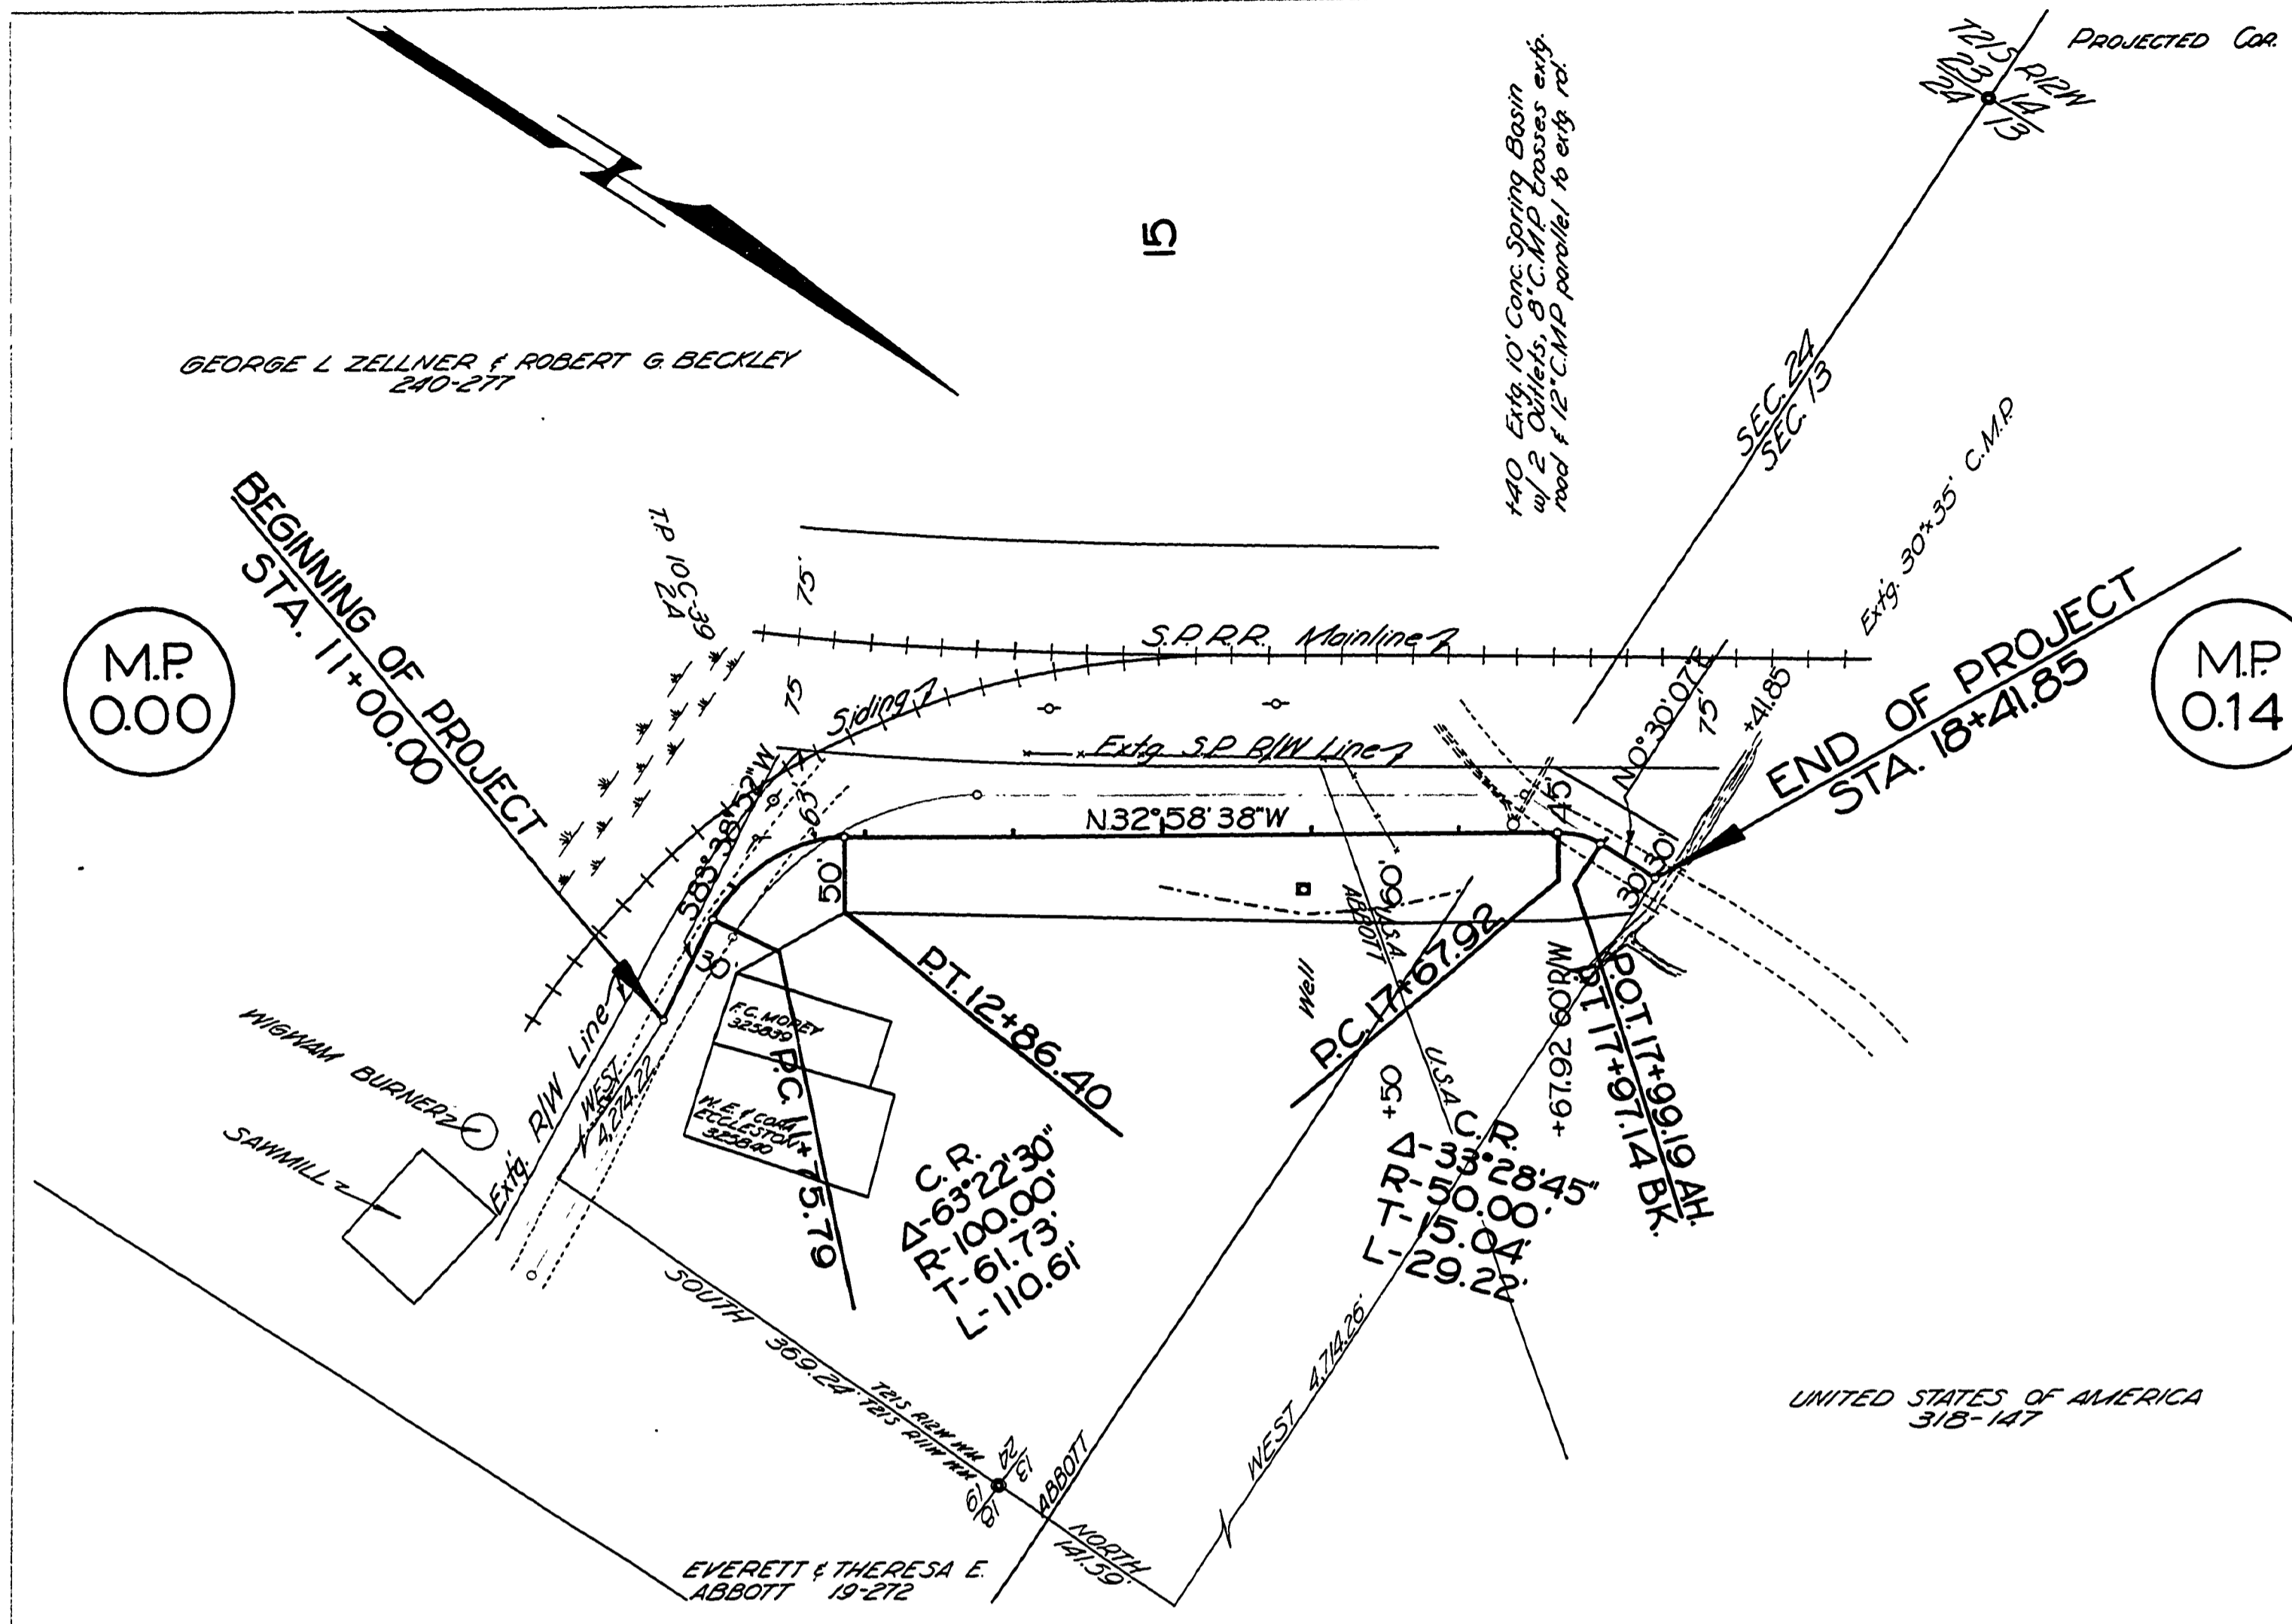 PROJECTED COR.
T21S R12W
23 | 14
24 | 13
+40 Extg. 10' Conc. Spring Basin
w/ 2 Outlets, 8" C.M.P. crosses extg.
road & 12" C.M.P. parallel to extg. rd.
15
GEORGE L ZELLNER & ROBERT G. BECKLEY
240-277
SEC. 24
SEC. 13
Extg. 30"x35' C.M.P.
BEGINNING OF PROJECT
STA. 11+00.00
T.P. 10 C-39
2A
75'
S.P.R.R. Mainline
M.P.
0.00
M.P.
0.14
75'
Siding
Extg. S.P. R/W Line
N0°30'07"E
75'
+41.85
END OF PROJECT
STA. 18+41.85
S83°38'52"W
63
N32°58'38"W
45'
50'
60'
30'
30'
30'
U.S.A.
ABBOTT
Well
P.T. 12+86.40
P.C. 17+67.92
+67.92 60' R/W
P.O.T. 17+99.19 AH.
P.T. 17+97.14 BK.
F.C. MOREY
325839
P.C. 11+75.79
W.E. & CORA
ECCLESTON
325840
WIGWAM BURNER
SAWMILL
Extg. R/W Line
WEST
4,274.22'
+50
U.S.A.
C. R.
Δ-63°22'30"
R-100.00'
T-61.73'
L-110.61'
C. R.
Δ-33°28'45"
R-50.00'
T-15.04'
L-29.22'
SOUTH 369.24'
T21S R12W W.M.
T21S R11W W.M.
24
13
19
18
ABBOTT
NORTH
141.59'
WEST 4,714.26'
UNITED STATES OF AMERICA
318-147
EVERETT & THERESA E.
ABBOTT 19-272